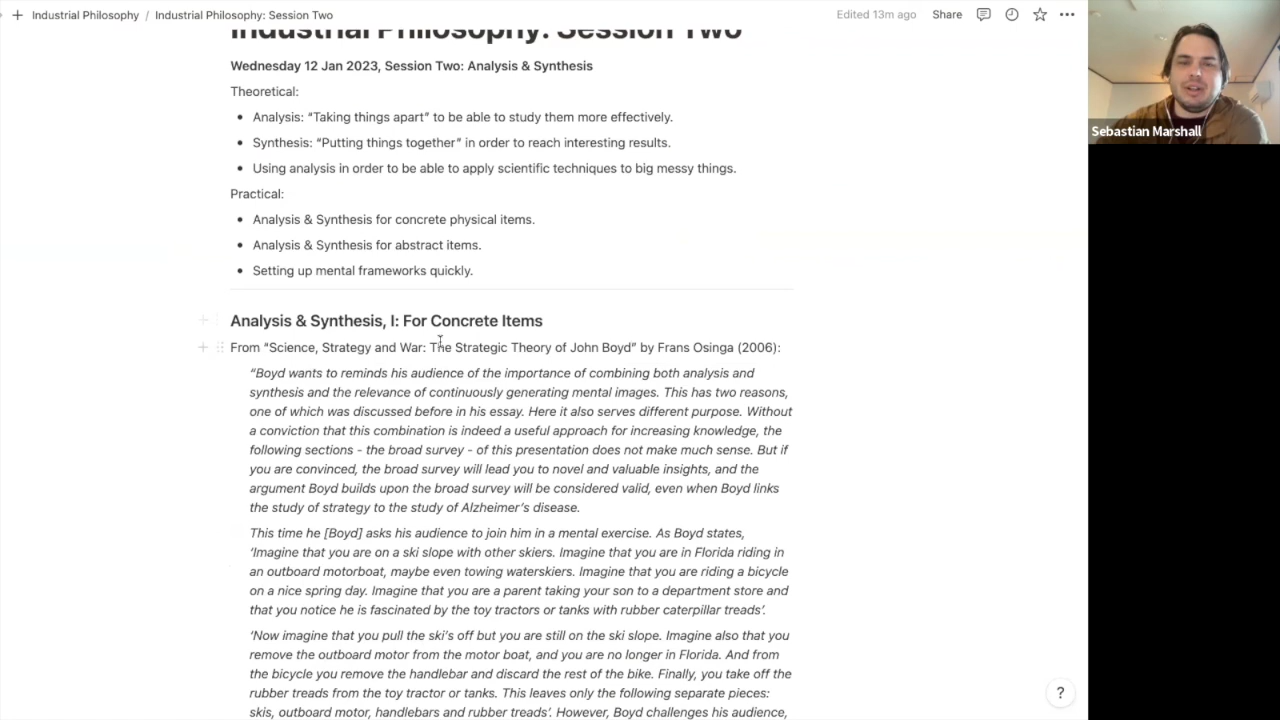 Industrial Philosophy / Industrial Philosophy: Session Two
Edited 13m ago Share
Industrial Philosophy: Session Two
Wednesday 12 Jan 2023, Session Two: Analysis & Synthesis
Theoretical:
• Analysis: “Taking things apart” to be able to study them more effectively.
• Synthesis: “Putting things together” in order to reach interesting results.
• Using analysis in order to be able to apply scientific techniques to big messy things.
Practical:
• Analysis & Synthesis for concrete physical items.
• Analysis & Synthesis for abstract items.
• Setting up mental frameworks quickly.
Analysis & Synthesis, I: For Concrete Items
From “Science, Strategy and War: The Strategic Theory of John Boyd” by Frans Osinga (2006):
“Boyd wants to reminds his audience of the importance of combining both analysis and
synthesis and the relevance of continuously generating mental images. This has two reasons,
one of which was discussed before in his essay. Here it also serves different purpose. Without
a conviction that this combination is indeed a useful approach for increasing knowledge, the
following sections - the broad survey - of this presentation does not make much sense. But if
you are convinced, the broad survey will lead you to novel and valuable insights, and the
argument Boyd builds upon the broad survey will be considered valid, even when Boyd links
the study of strategy to the study of Alzheimer’s disease.
This time he [Boyd] asks his audience to join him in a mental exercise. As Boyd states,
‘Imagine that you are on a ski slope with other skiers. Imagine that you are in Florida riding in
an outboard motorboat, maybe even towing waterskiers. Imagine that you are riding a bicycle
on a nice spring day. Imagine that you are a parent taking your son to a department store and
that you notice he is fascinated by the toy tractors or tanks with rubber caterpillar treads’.
‘Now imagine that you pull the ski’s off but you are still on the ski slope. Imagine also that you
remove the outboard motor from the motor boat, and you are no longer in Florida. And from
the bicycle you remove the handlebar and discard the rest of the bike. Finally, you take off the
rubber treads from the toy tractor or tanks. This leaves only the following separate pieces:
skis, outboard motor, handlebars and rubber treads’. However, Boyd challenges his audience,
?
Sebastian Marshall